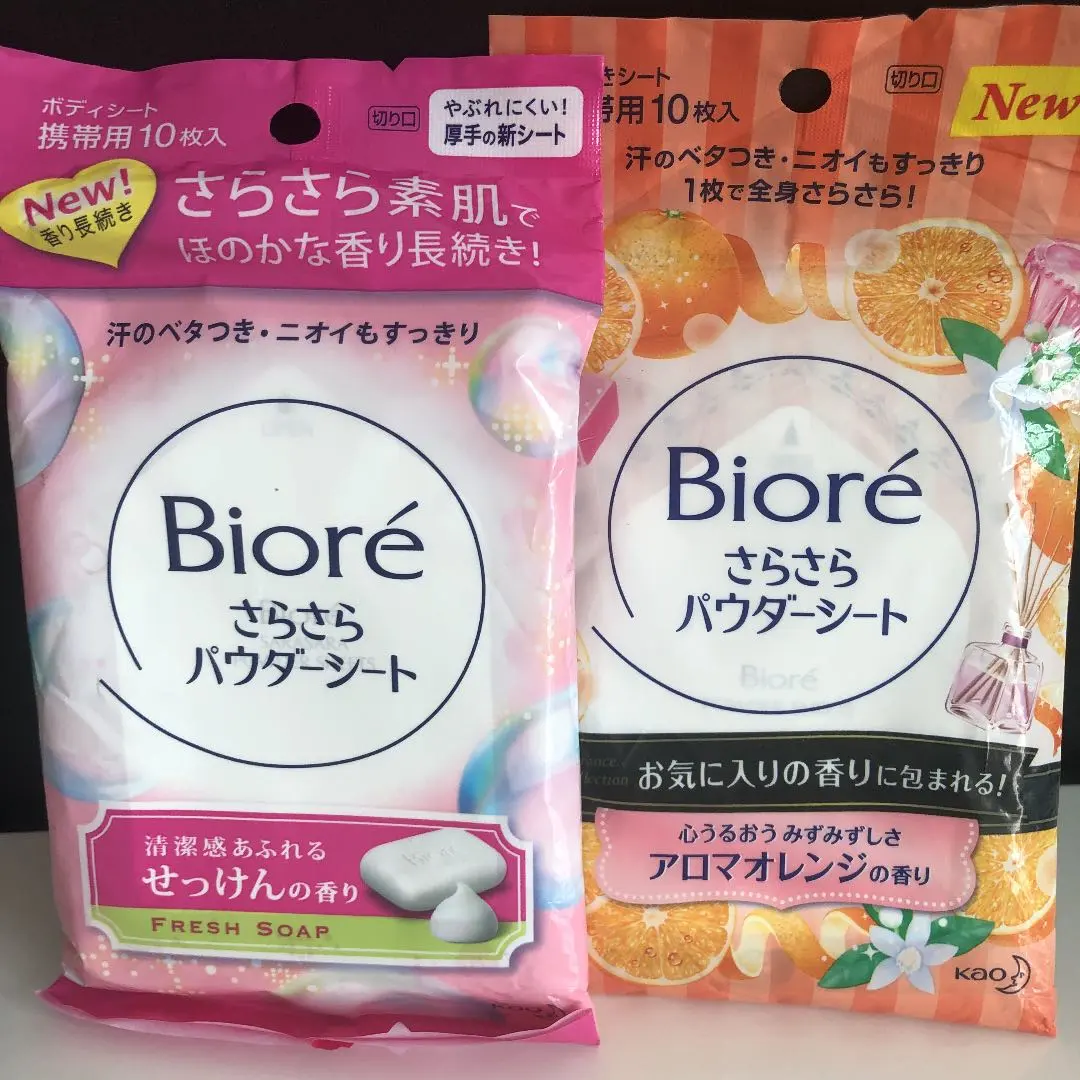 ボディシート
携帯用10枚入
切り口
やぶれにくい！
厚手の新シート
New!
香り長続き
さらさら素肌で
ほのかな香り長続き！
汗のベタつき・ニオイもすっきり
Bioré
さらさら
パウダーシート
清潔感あふれる
せっけんの香り
FRESH SOAP
Kao
きシート
帯用10枚入
切り口
New
汗のベタつき・ニオイもすっきり
1枚で全身さらさら！
Bioré
さらさら
パウダーシート
Bioré
お気に入りの香りに包まれる！
心うるおう みずみずしさ
アロマオレンジの香り
Kao